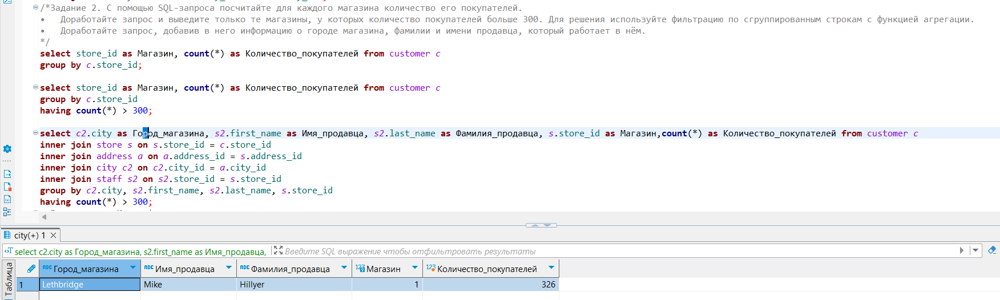 /*Задание 2. С помощью SQL-запроса посчитайте для каждого магазина количество его покупателей.
• Доработайте запрос и выведите только те магазины, у которых количество покупателей больше 300. Для решения используйте фильтрацию по сгруппированным строкам с функцией агрегации.
• Доработайте запрос, добавив в него информацию о городе магазина, фамилии и имени продавца, который работает в нём.
*/
select store_id as Магазин, count(*) as Количество_покупателей from customer c
group by c.store_id;
select store_id as Магазин, count(*) as Количество_покупателей from customer c
group by c.store_id
having count(*) > 300;
select c2.city as Город_магазина, s2.first_name as Имя_продавца, s2.last_name as Фамилия_продавца, s.store_id as Магазин,count(*) as Количество_покупателей from customer c
inner join store s on s.store_id = c.store_id
inner join address a on a.address_id = s.address_id
inner join city c2 on c2.city_id = a.city_id
inner join staff s2 on s2.store_id = s.store_id
group by c2.city, s2.first_name, s2.last_name, s.store_id
having count(*) > 300;
city(+) 1
select c2.city as Город_магазина, s2.first_name as Имя_продавца, Введите SQL выражение чтобы отфильтровать результаты
Таблица
ABC Город_магазина ABC Имя_продавца ABC Фамилия_продавца 123 Магазин 123 Количество_покупателей
1 Lethbridge Mike Hillyer 1 326